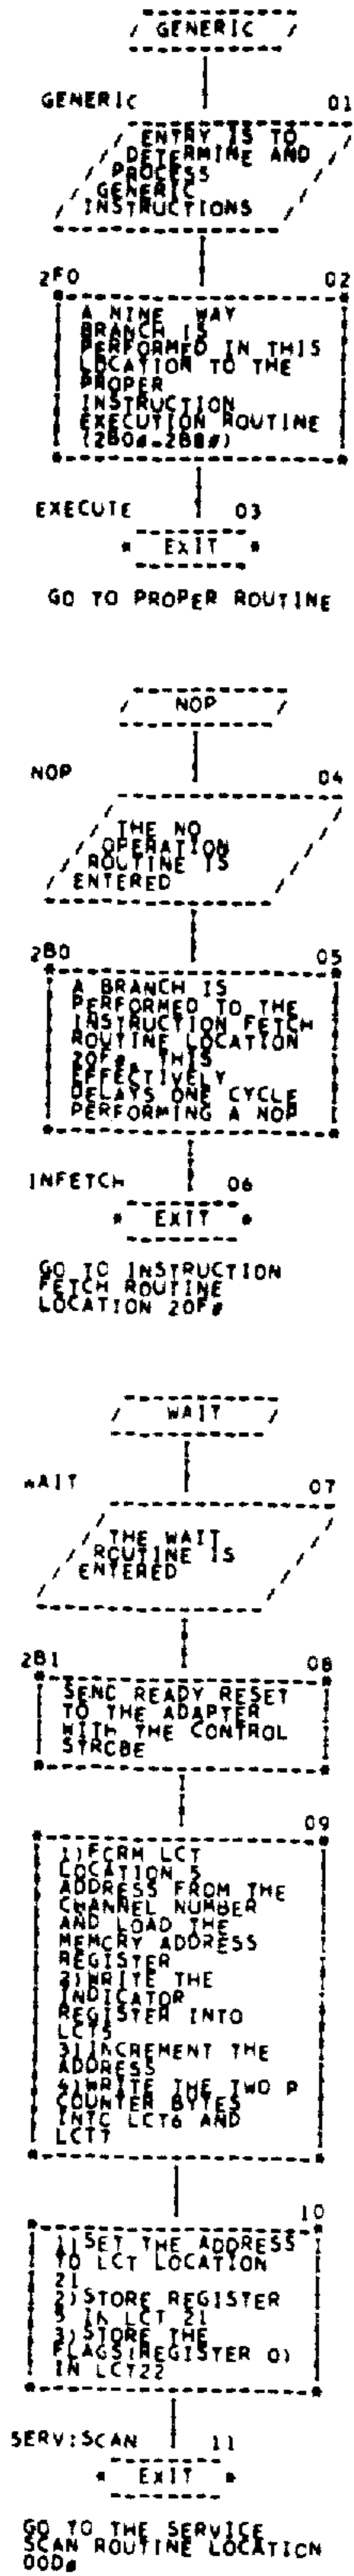 GENERIC
GENERIC 01
ENTRY IS TO
DETERMINE AND
PROCESS
GENERIC
INSTRUCTIONS
2F0 02
A NINE WAY
BRANCH IS
PERFORMED IN THIS
LOCATION TO THE
PROPER
INSTRUCTION
EXECUTION ROUTINE
(2B0#-2B8#)
EXECUTE 03
EXIT
GO TO PROPER ROUTINE
NOP
NOP 04
THE NO
OPERATION
ROUTINE IS
ENTERED
2B0 05
A BRANCH IS
PERFORMED TO THE
INSTRUCTION FETCH
ROUTINE LOCATION
20F#. THIS
EFFECTIVELY
DELAYS ONE CYCLE
PERFORMING A NOP
INFETCH 06
EXIT
GO TO INSTRUCTION
FETCH ROUTINE
LOCATION 20F#
WAIT
WAIT 07
THE WAIT
ROUTINE IS
ENTERED
2B1 08
SEND READY RESET
TO THE ADAPTER
WITH THE CONTROL
STROBE
09
1)FORM LCT
LOCATION 5
ADDRESS FROM THE
CHANNEL NUMBER
AND LOAD THE
MEMORY ADDRESS
REGISTER
2)WRITE THE
INDICATOR
REGISTER INTO
LCT5
3)INCREMENT THE
ADDRESS
4)WRITE THE TWO P
COUNTER BYTES
INTO LCT6 AND
LCT7
10
1)SET THE ADDRESS
TO LCT LOCATION
21
2)STORE REGISTER
5 IN LCT 21
3)STORE THE
FLAGS(REGISTER 0)
IN LCT22
SERV:SCAN 11
EXIT
GO TO THE SERVICE
SCAN ROUTINE LOCATION
00D#